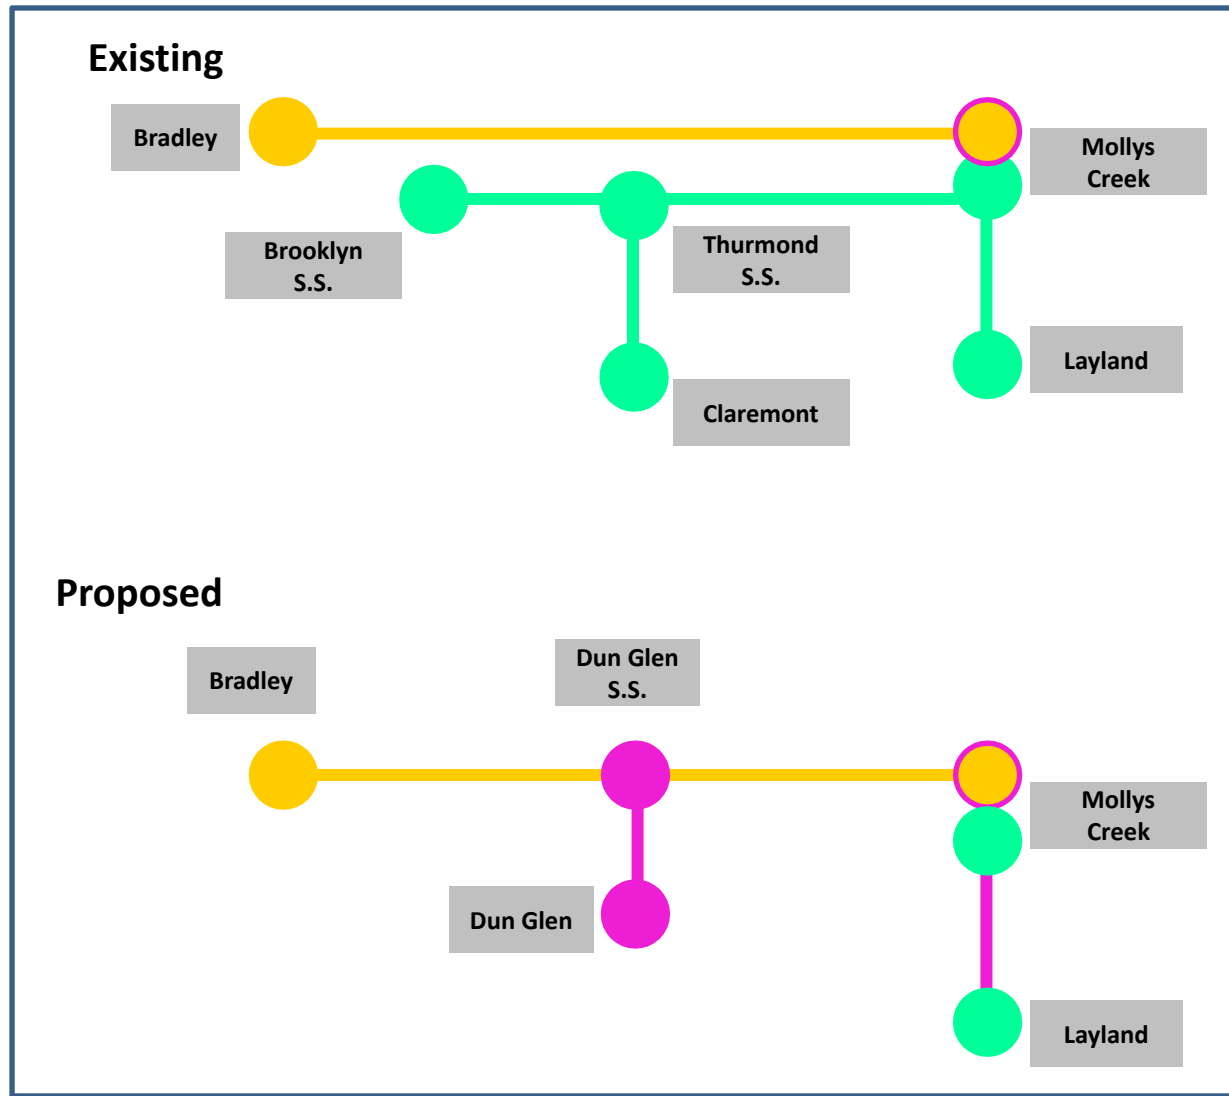 Existing
Bradley
Mollys
Creek
Brooklyn
S.S.
Thurmond
S.S.
Layland
Claremont
Proposed
Bradley
Dun Glen
S.S.
Mollys
Creek
Dun Glen
Layland